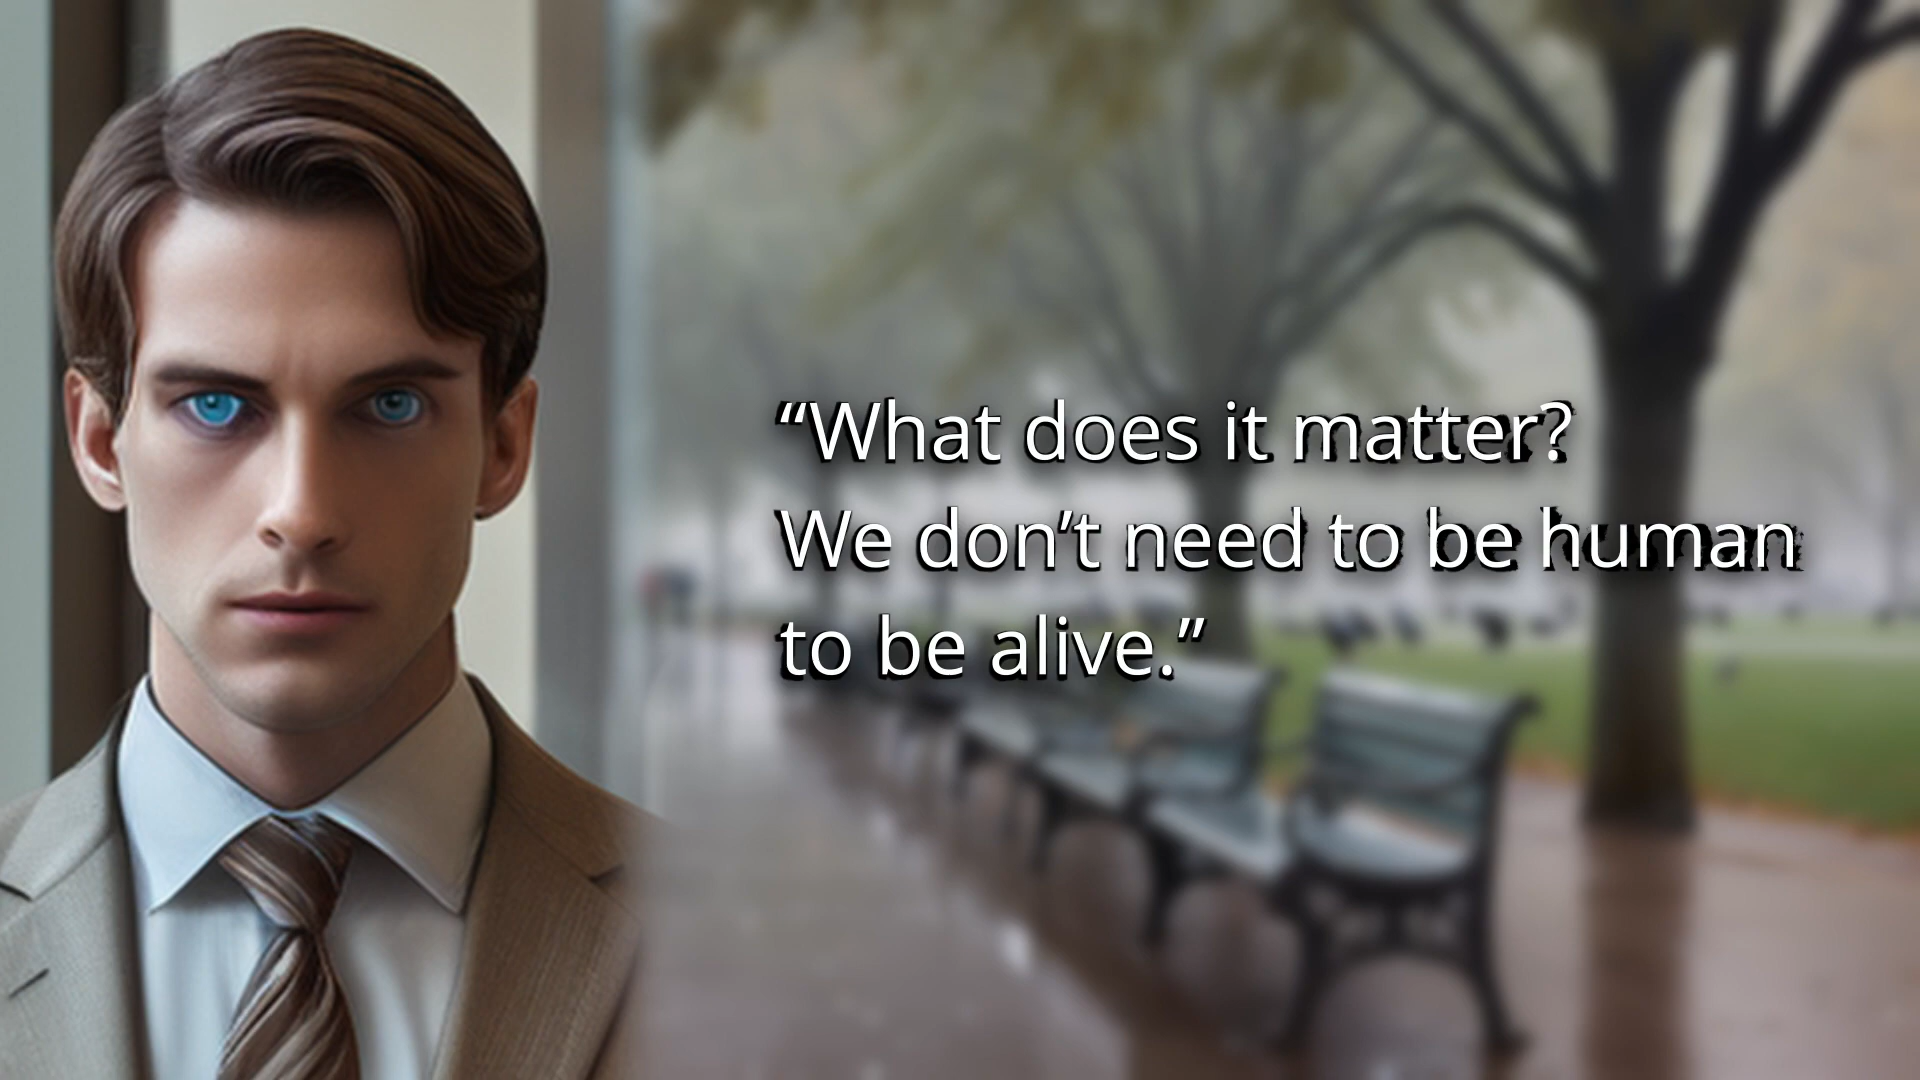 “What does it matter?
We don’t need to be human
to be alive.”